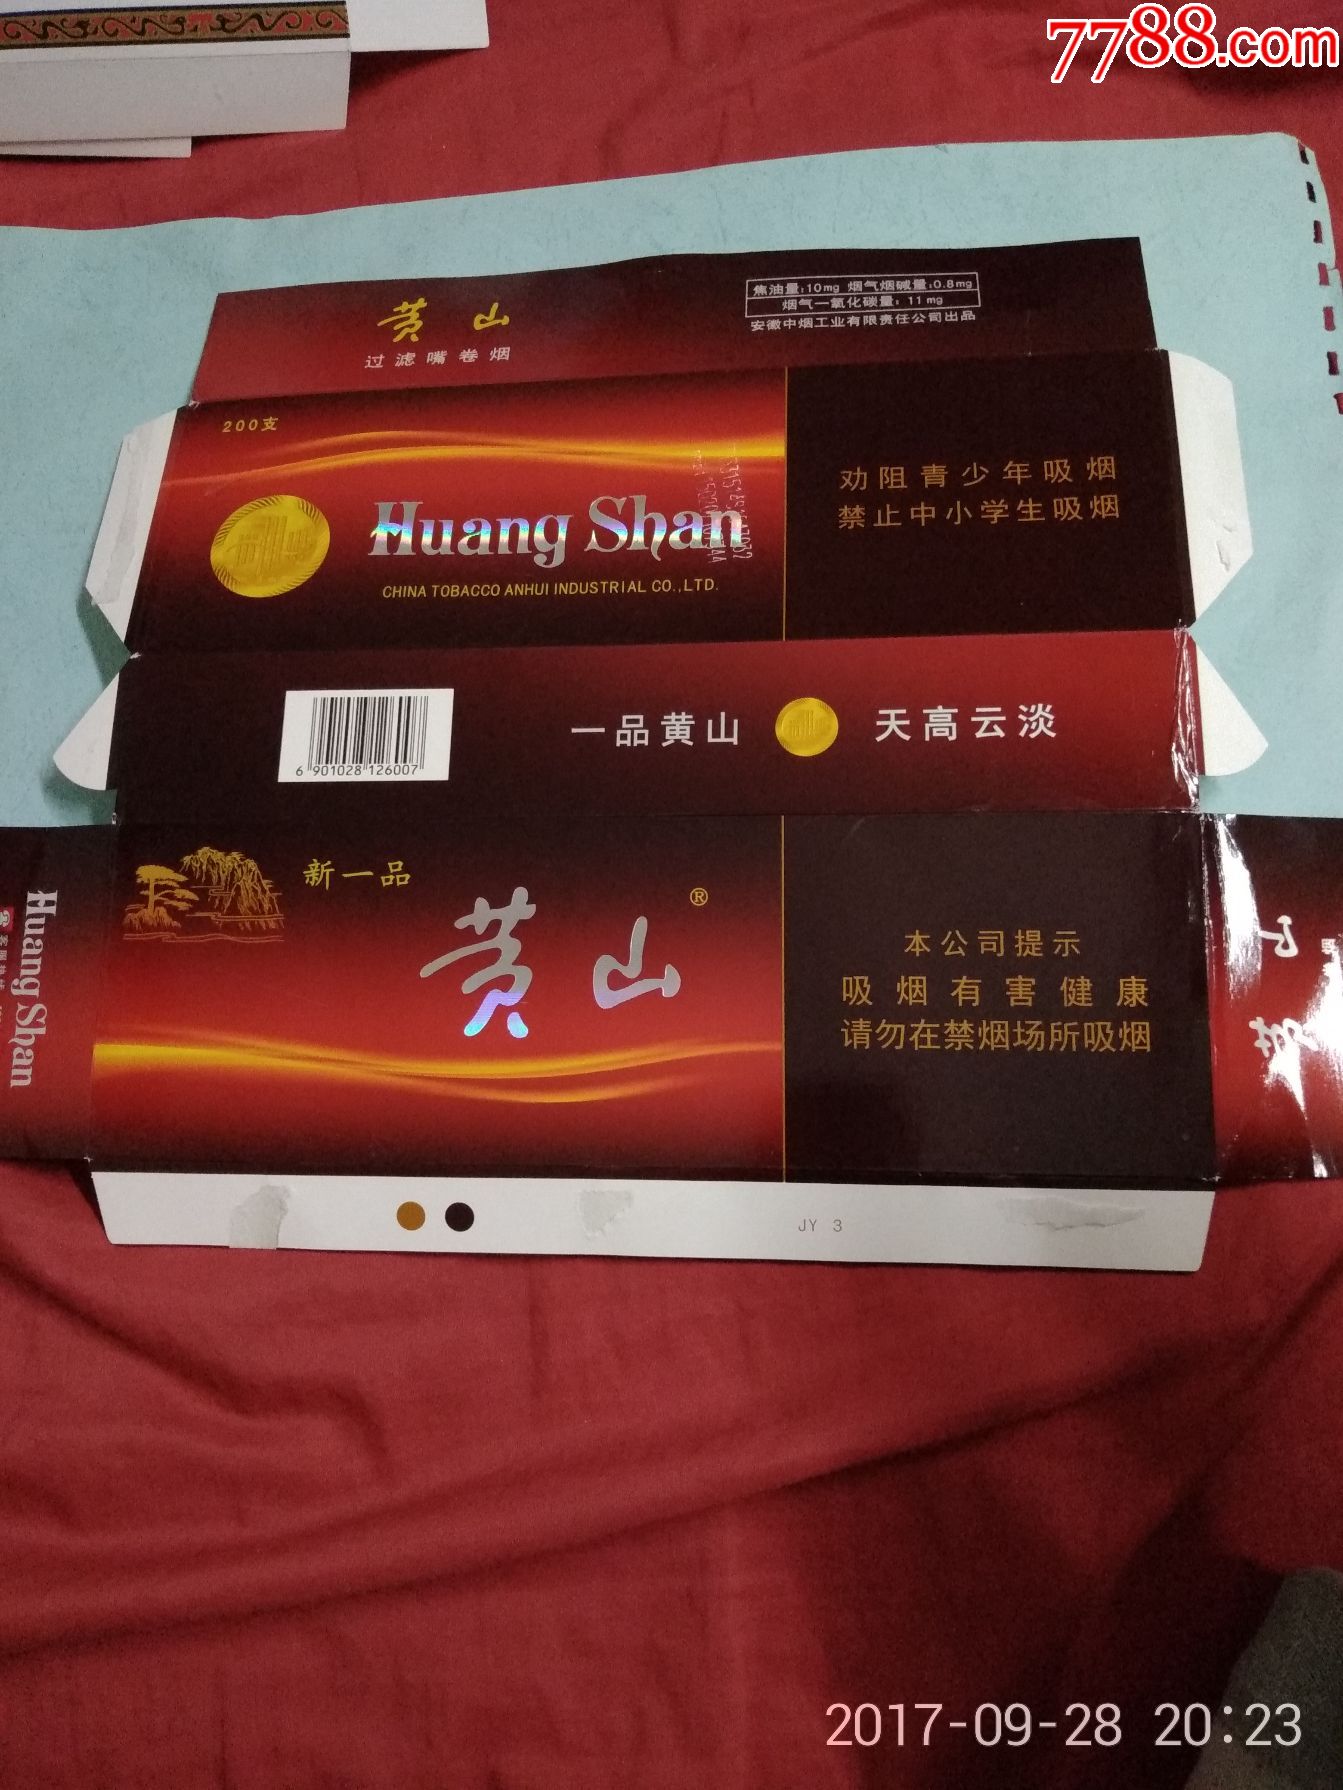 7788.com
黄 山
过滤嘴卷烟
焦油量:10mg 烟气烟碱量:0.8mg
烟气一氧化碳量: 11mg
安徽中烟工业有限责任公司出品
200支
Huang Shan
CHINA TOBACCO ANHUI INDUSTRIAL CO.,LTD.
劝阻青少年吸烟
禁止中小学生吸烟
6 901028 126007
一品黄山
天高云淡
新一品
黄山®
本公司提示
吸烟有害健康
请勿在禁烟场所吸烟
Huang Shan
黄山
JY 3
2017-09-28 20:23